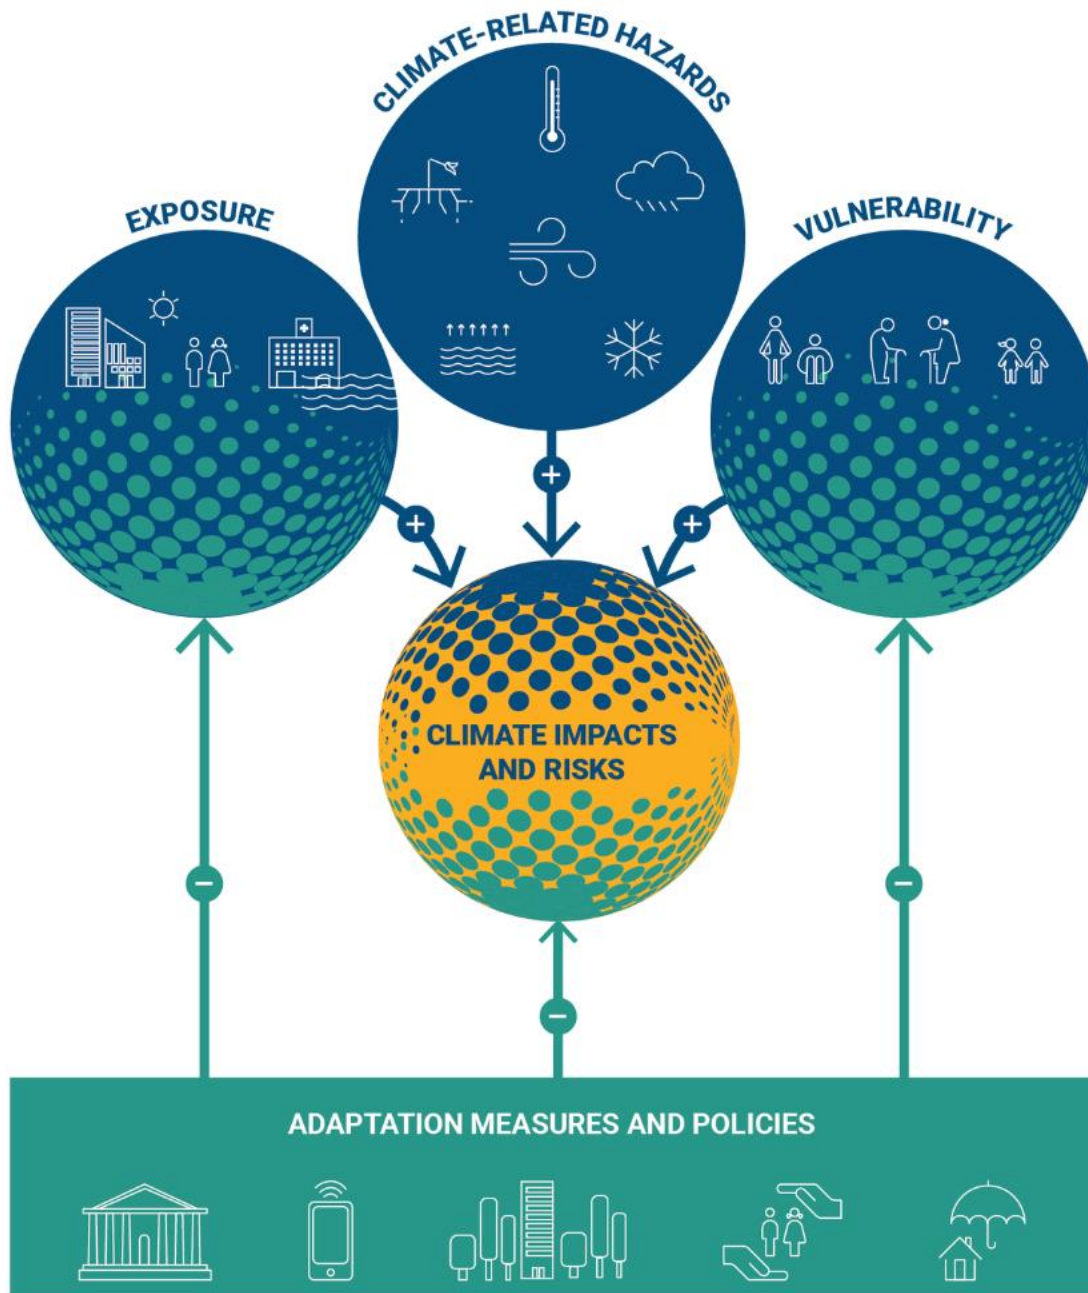 CLIMATE-RELATED HAZARDS
EXPOSURE
VULNERABILITY
+
+
+
CLIMATE IMPACTS
AND RISKS
−
−
−
ADAPTATION MEASURES AND POLICIES